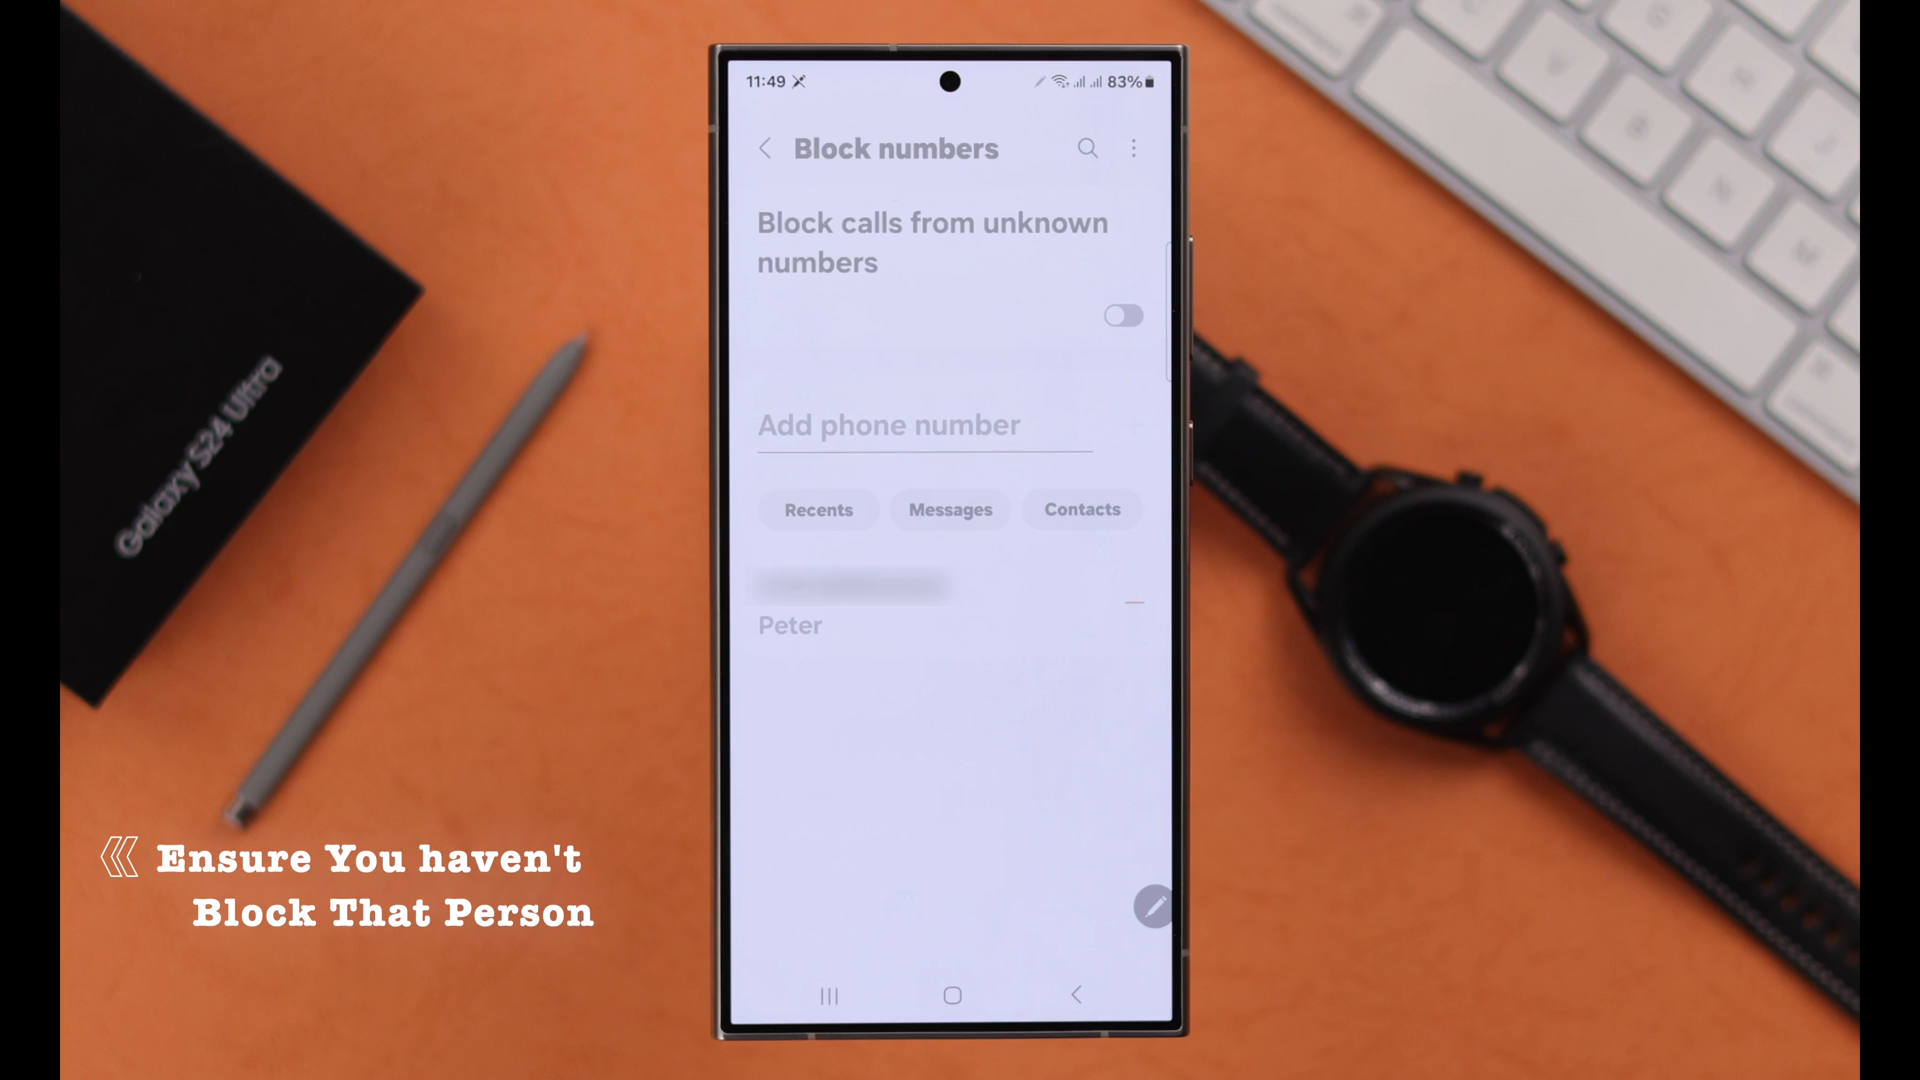 Galaxy S24 Ultra
11:49
83%
Block numbers
Block calls from unknown
numbers
Add phone number
Recents Messages Contacts
Peter
Ensure You haven't
Block That Person